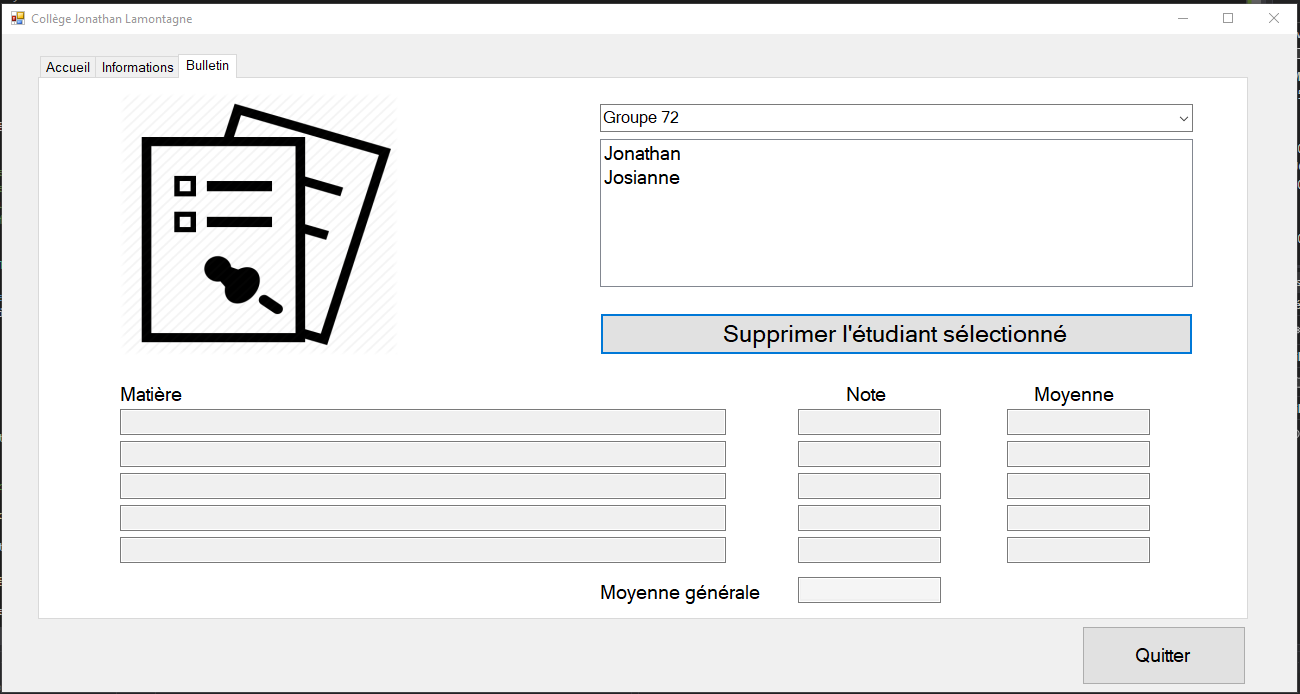 Collège Jonathan Lamontagne
Accueil Informations Bulletin
Groupe 72
Jonathan
Josianne
Supprimer l'étudiant sélectionné
Matière Note Moyenne
Moyenne générale
Quitter